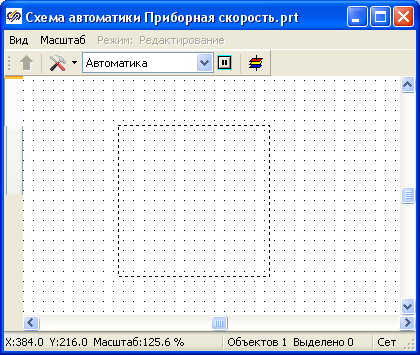 Схема автоматики Приборная скорость.prt
Вид Масштаб Режим: Редактирование
Автоматика
X:384.0 Y:216.0 Масштаб:125.6 % Объектов 1 Выделено 0 Сет